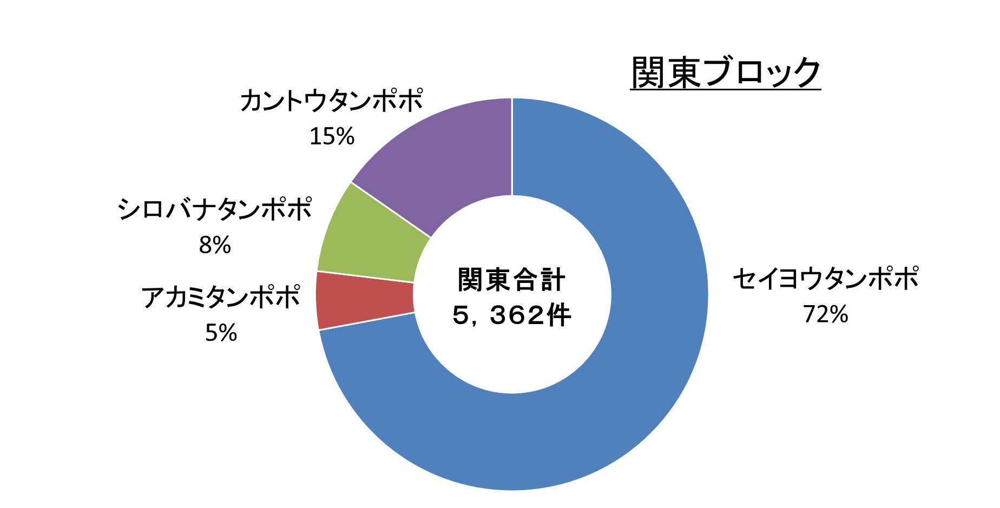 関東ブロック
カントウタンポポ
15%
シロバナタンポポ
8%
アカミタンポポ
5%
関東合計
５，３６２件
セイヨウタンポポ
72%